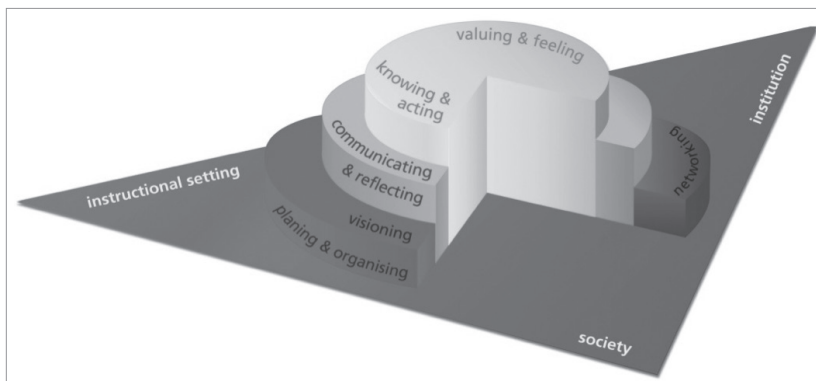 valuing & feeling
knowing &
acting
communicating
& reflecting
visioning
planing & organising
networking
instructional setting
institution
society